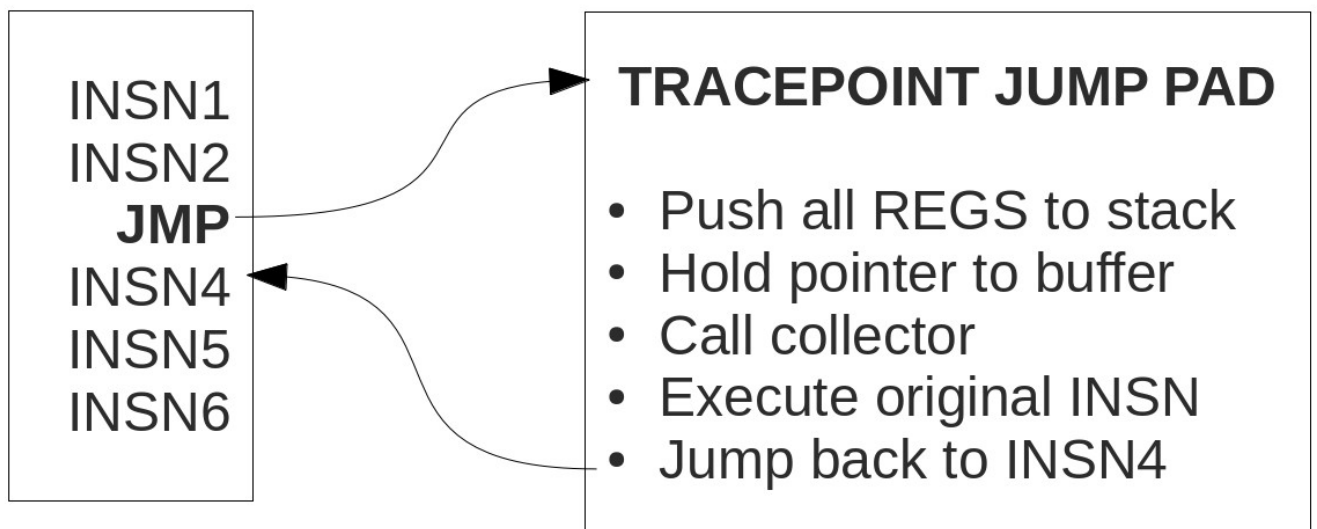 INSN1
INSN2
JMP
INSN4
INSN5
INSN6
TRACEPOINT JUMP PAD
• Push all REGS to stack
• Hold pointer to buffer
• Call collector
• Execute original INSN
• Jump back to INSN4